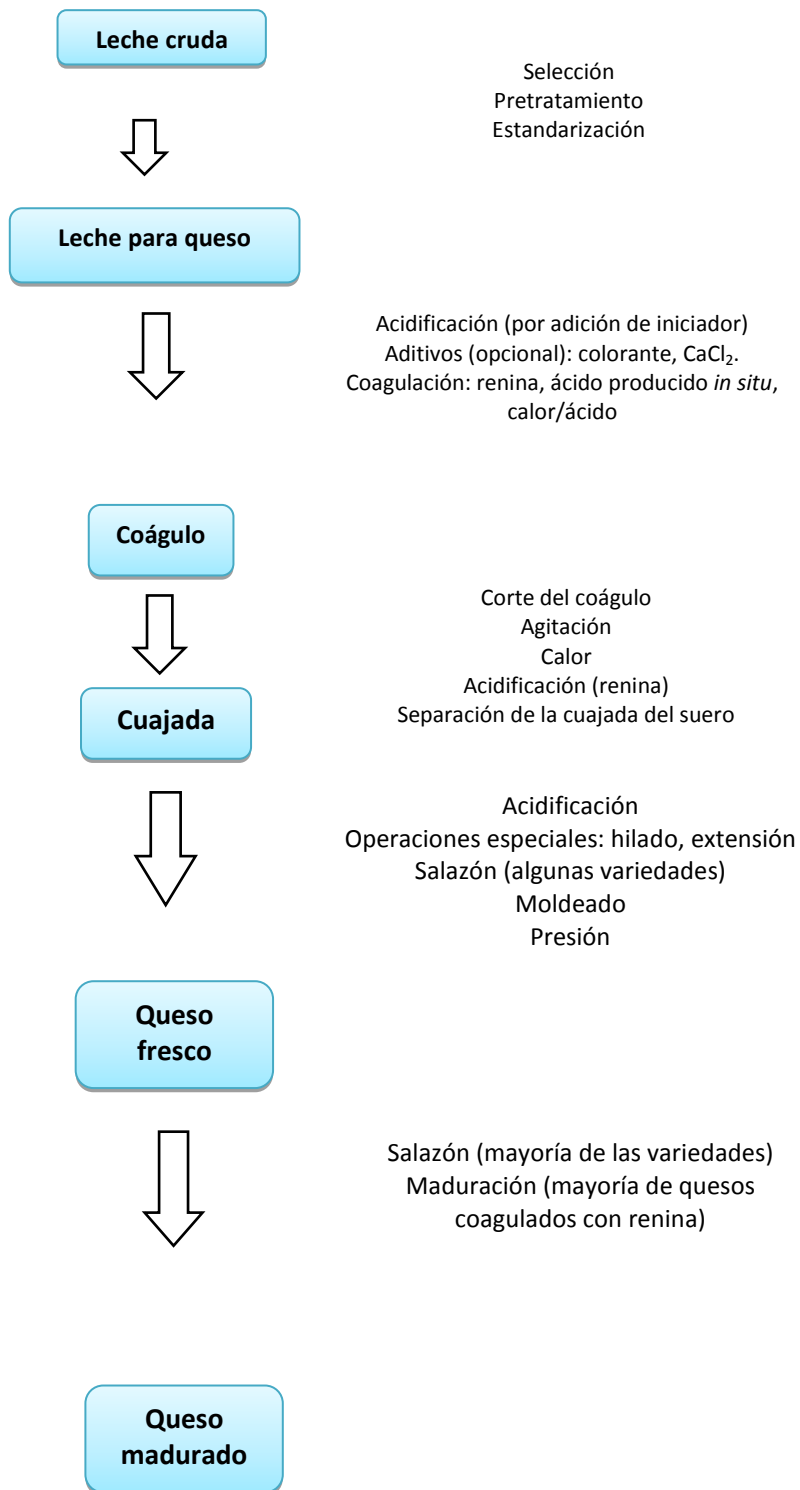 Leche cruda
Selección
Pretratamiento
Estandarización
Leche para queso
Acidificación (por adición de iniciador)
Aditivos (opcional): colorante, CaCl₂.
Coagulación: renina, ácido producido in situ,
calor/ácido
Coágulo
Corte del coágulo
Agitación
Calor
Acidificación (renina)
Separación de la cuajada del suero
Cuajada
Acidificación
Operaciones especiales: hilado, extensión
Salazón (algunas variedades)
Moldeado
Presión
Queso
fresco
Salazón (mayoría de las variedades)
Maduración (mayoría de quesos
coagulados con renina)
Queso
madurado